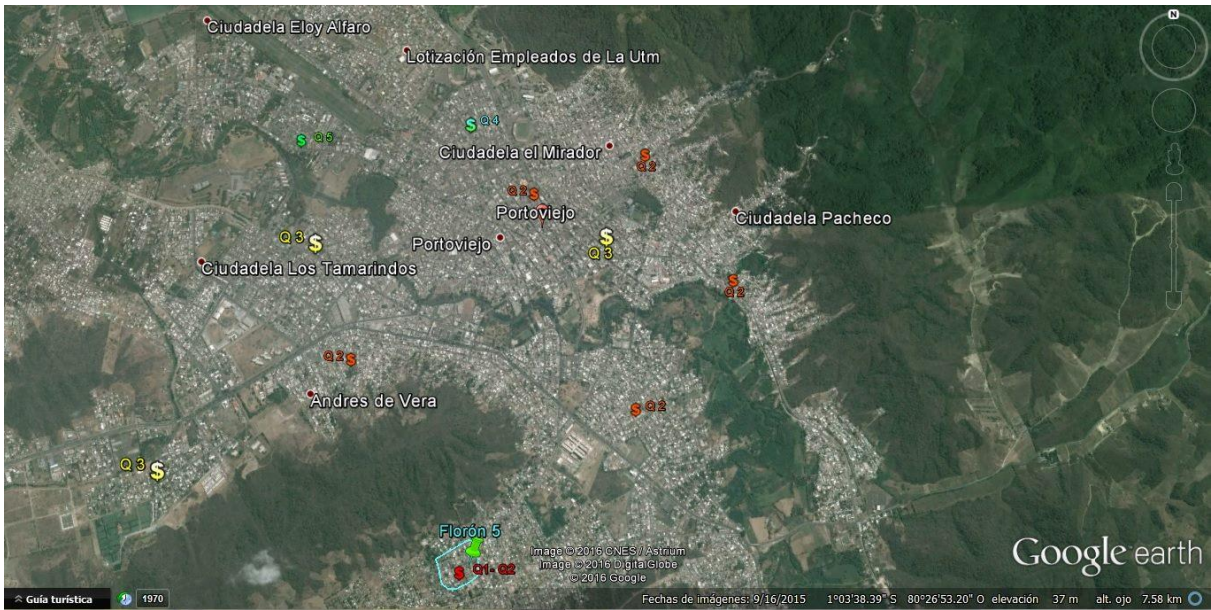 Ciudadela Eloy Alfaro
Lotización Empleados de La Utm
N
Q 5
Q 4
Ciudadela el Mirador
Q 2
Q 2
Portoviejo
Ciudadela Pacheco
Q 3
Portoviejo
Q 3
Ciudadela Los Tamarindos
Q 2
Q 2
Andres de Vera
Q 2
Q 3
Florón 5
Q1- Q2
Image © 2016 CNES / Astrium
Image © 2016 DigitalGlobe
© 2016 Google
Google earth
Guía turística
1970
Fechas de imágenes: 9/16/2015 1°03'38.39" S 80°26'53.20" O elevación 37 m alt. ojo 7.58 km